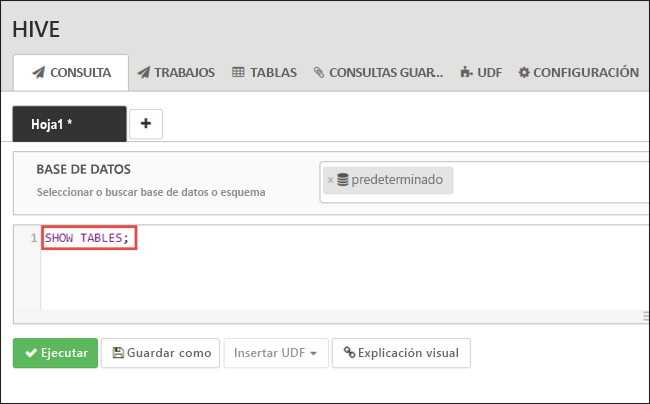 HIVE
CONSULTA TRABAJOS TABLAS CONSULTAS GUAR... UDF CONFIGURACIÓN
Hoja1 * +
BASE DE DATOS
Seleccionar o buscar base de datos o esquema
× predeterminado
1 SHOW TABLES;
Ejecutar Guardar como Insertar UDF Explicación visual